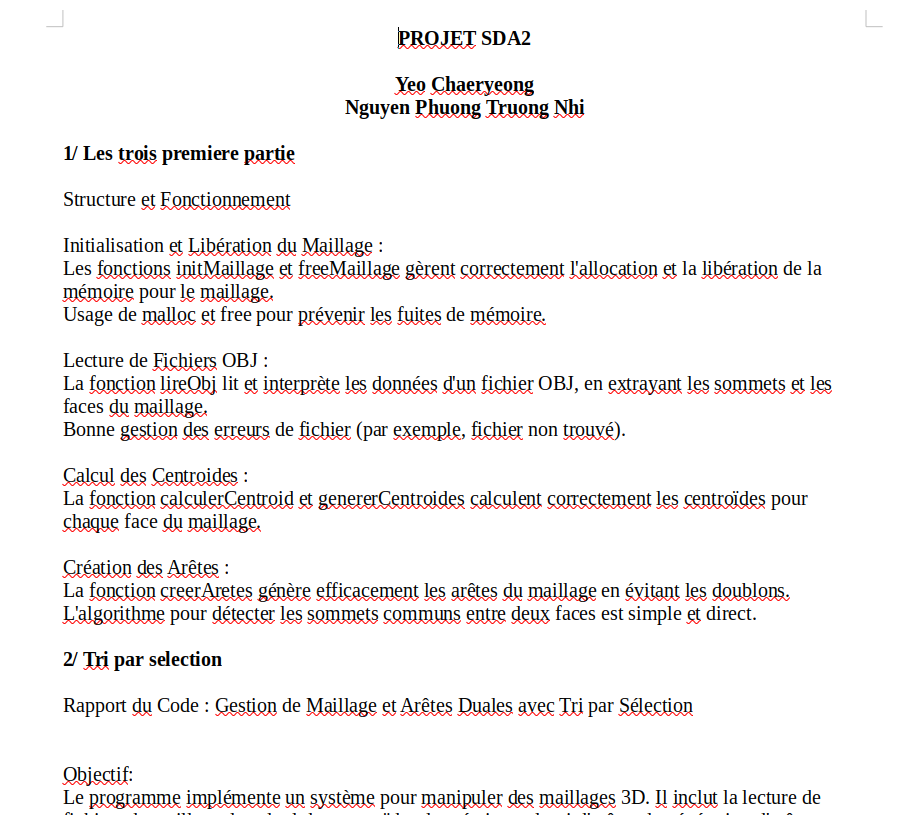 PROJET SDA2
Yeo Chaeryeong
Nguyen Phuong Truong Nhi
1/ Les trois premiere partie
Structure et Fonctionnement
Initialisation et Libération du Maillage :
Les fonctions initMaillage et freeMaillage gèrent correctement l'allocation et la libération de la
mémoire pour le maillage.
Usage de malloc et free pour prévenir les fuites de mémoire.
Lecture de Fichiers OBJ :
La fonction lireObj lit et interprète les données d'un fichier OBJ, en extrayant les sommets et les
faces du maillage.
Bonne gestion des erreurs de fichier (par exemple, fichier non trouvé).
Calcul des Centroides :
La fonction calculerCentroid et genererCentroides calculent correctement les centroïdes pour
chaque face du maillage.
Création des Arêtes :
La fonction creerAretes génère efficacement les arêtes du maillage en évitant les doublons.
L'algorithme pour détecter les sommets communs entre deux faces est simple et direct.
2/ Tri par selection
Rapport du Code : Gestion de Maillage et Arêtes Duales avec Tri par Sélection
Objectif:
Le programme implémente un système pour manipuler des maillages 3D. Il inclut la lecture de